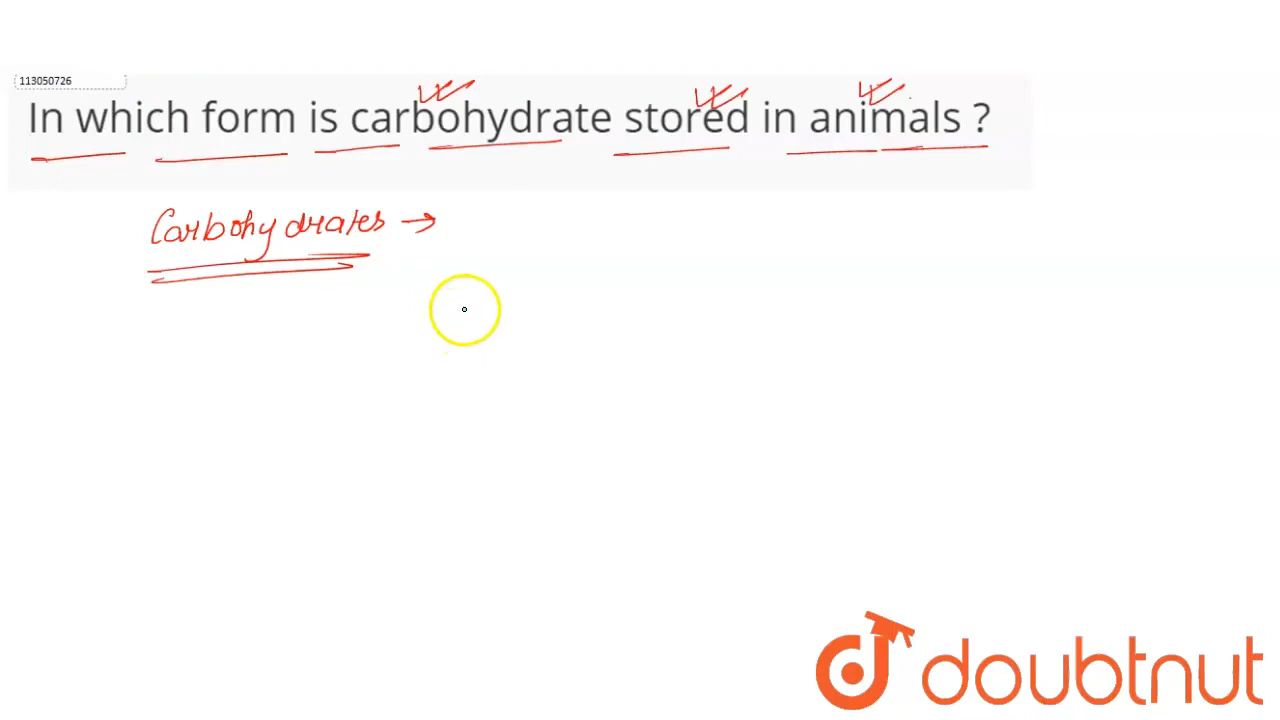 113050726
In which form is carbohydrate stored in animals ?
Carbohydrates →
doubtnut